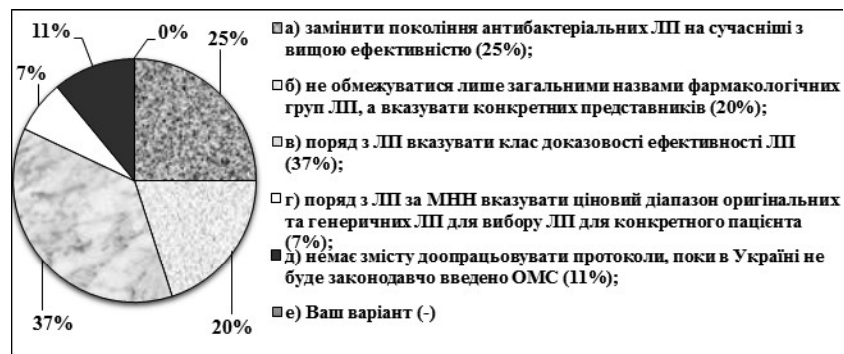 0%
11%
25%
7%
37%
20%
а) замінити покоління антибактеріальних ЛП на сучасніші з
вищою ефективністю (25%);
б) не обмежуватися лише загальними назвами фармакологічних
груп ЛП, а вказувати конкретних представників (20%);
в) поряд з ЛП вказувати клас доказовості ефективності ЛП
(37%);
г) поряд з ЛП за МНН вказувати ціновий діапазон оригінальних
та генеричних ЛП для вибору ЛП для конкретного пацієнта
(7%);
д) немає змісту доопрацьовувати протоколи, поки в Україні не
буде законодавчо введено ОМС (11%);
е) Ваш варіант (-)